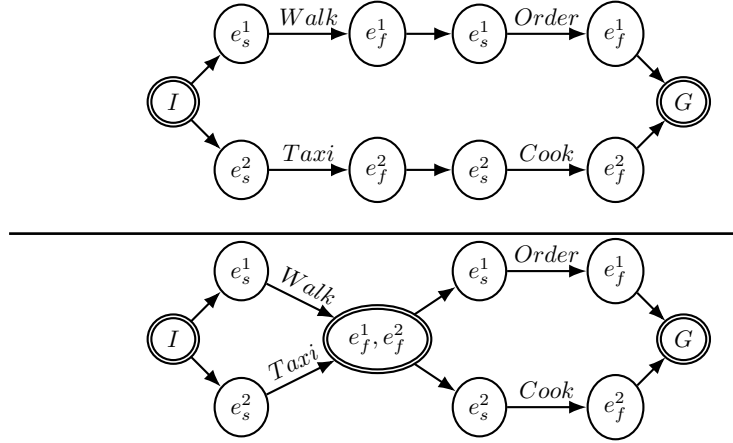 Walk Order
e_s^1 e_f^1 e_s^1 e_f^1
I G
Taxi Cook
e_s^2 e_f^2 e_s^2 e_f^2
Order
e_s^1 Walk e_s^1 e_f^1
I e_f^1, e_f^2 G
Taxi Cook
e_s^2 e_s^2 e_f^2